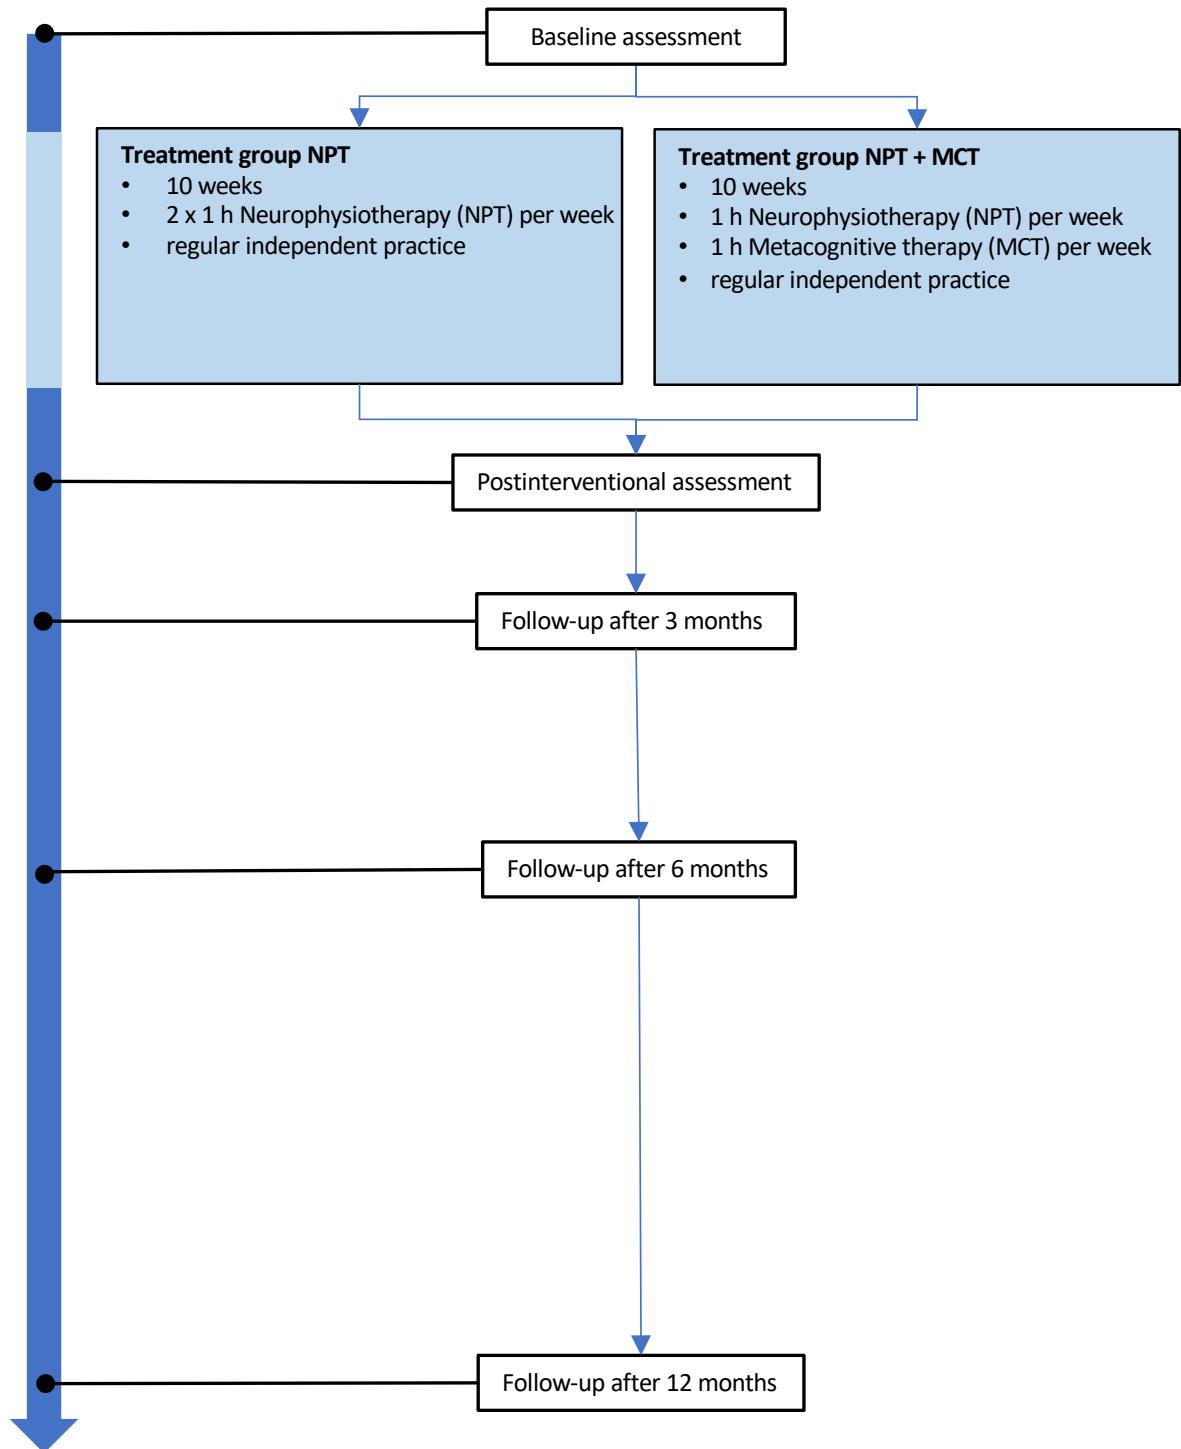 Baseline assessment
Treatment group NPT
• 10 weeks
• 2 x 1 h Neurophysiotherapy (NPT) per week
• regular independent practice
Treatment group NPT + MCT
• 10 weeks
• 1 h Neurophysiotherapy (NPT) per week
• 1 h Metacognitive therapy (MCT) per week
• regular independent practice
Postinterventional assessment
Follow-up after 3 months
Follow-up after 6 months
Follow-up after 12 months